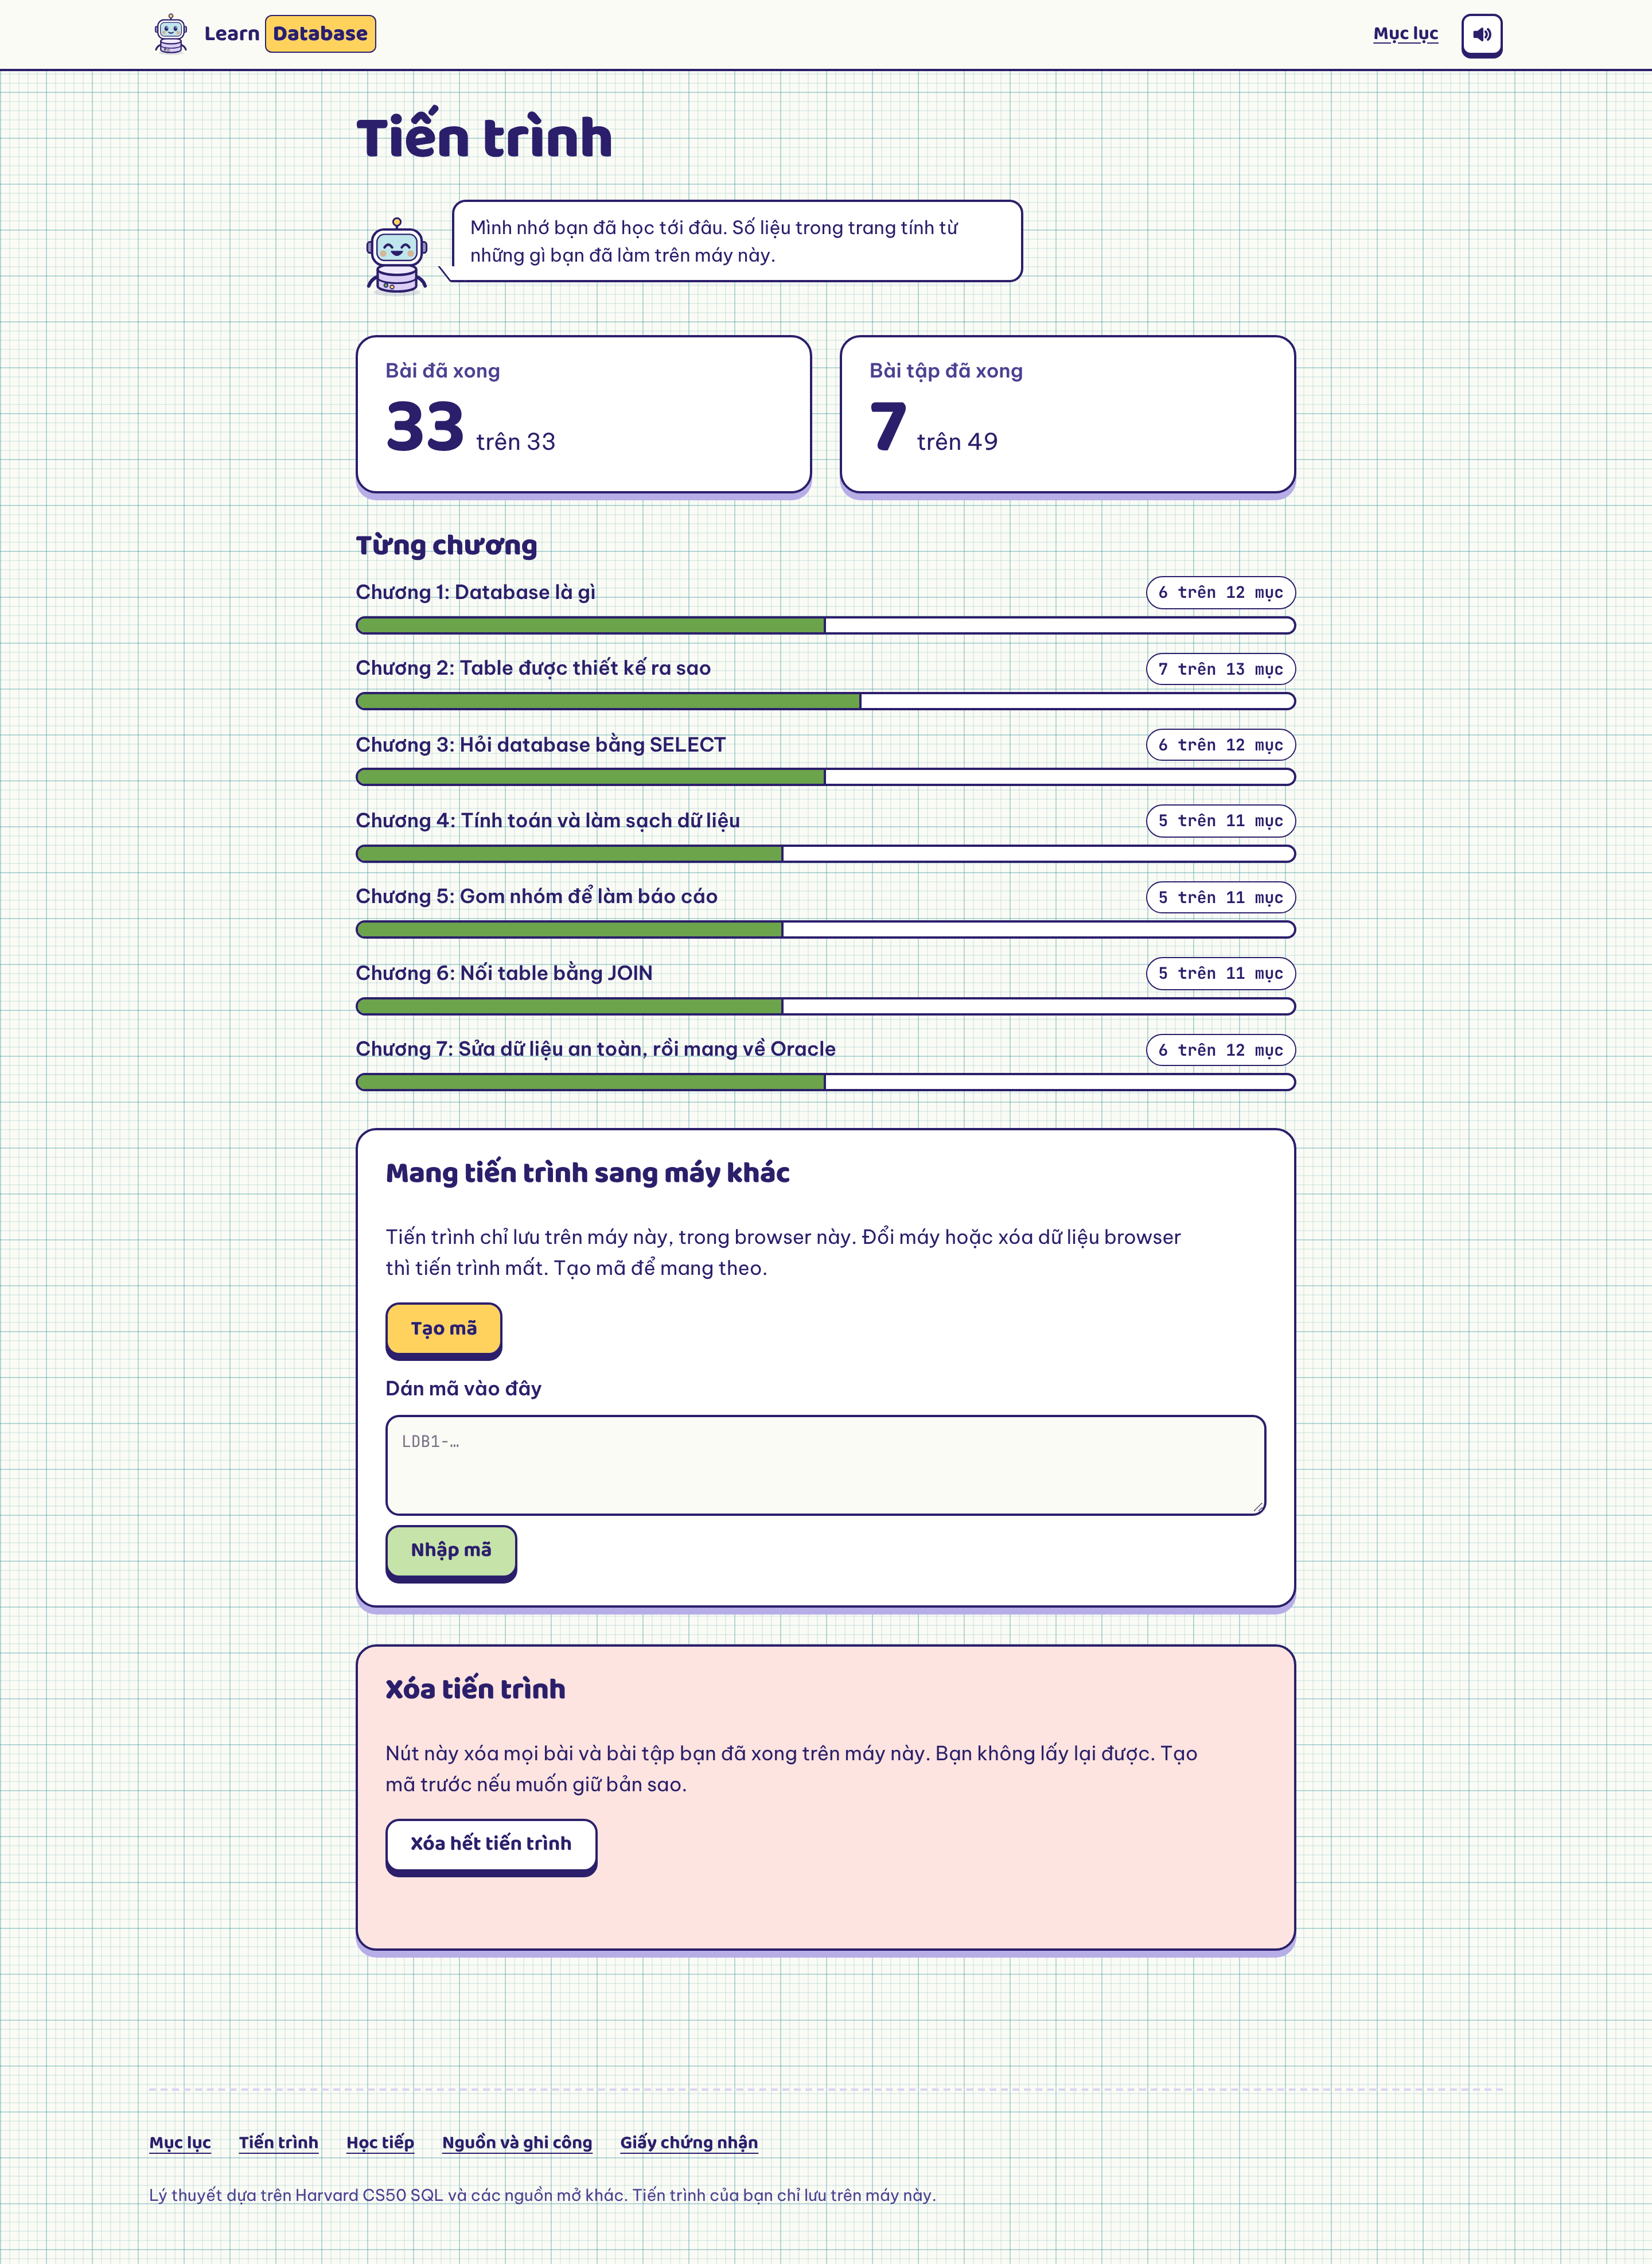 Learn Database
Mục lục
Tiến trình
Mình nhớ bạn đã học tới đâu. Số liệu trong trang tính từ
những gì bạn đã làm trên máy này.
Bài đã xong
33 trên 33
Bài tập đã xong
7 trên 49
Từng chương
Chương 1: Database là gì
6 trên 12 mục
Chương 2: Table được thiết kế ra sao
7 trên 13 mục
Chương 3: Hỏi database bằng SELECT
6 trên 12 mục
Chương 4: Tính toán và làm sạch dữ liệu
5 trên 11 mục
Chương 5: Gom nhóm để làm báo cáo
5 trên 11 mục
Chương 6: Nối table bằng JOIN
5 trên 11 mục
Chương 7: Sửa dữ liệu an toàn, rồi mang về Oracle
6 trên 12 mục
Mang tiến trình sang máy khác
Tiến trình chỉ lưu trên máy này, trong browser này. Đổi máy hoặc xóa dữ liệu browser
thì tiến trình mất. Tạo mã để mang theo.
Tạo mã
Dán mã vào đây
LDB1-…
Nhập mã
Xóa tiến trình
Nút này xóa mọi bài và bài tập bạn đã xong trên máy này. Bạn không lấy lại được. Tạo
mã trước nếu muốn giữ bản sao.
Xóa hết tiến trình
Mục lục Tiến trình Học tiếp Nguồn và ghi công Giấy chứng nhận
Lý thuyết dựa trên Harvard CS50 SQL và các nguồn mở khác. Tiến trình của bạn chỉ lưu trên máy này.